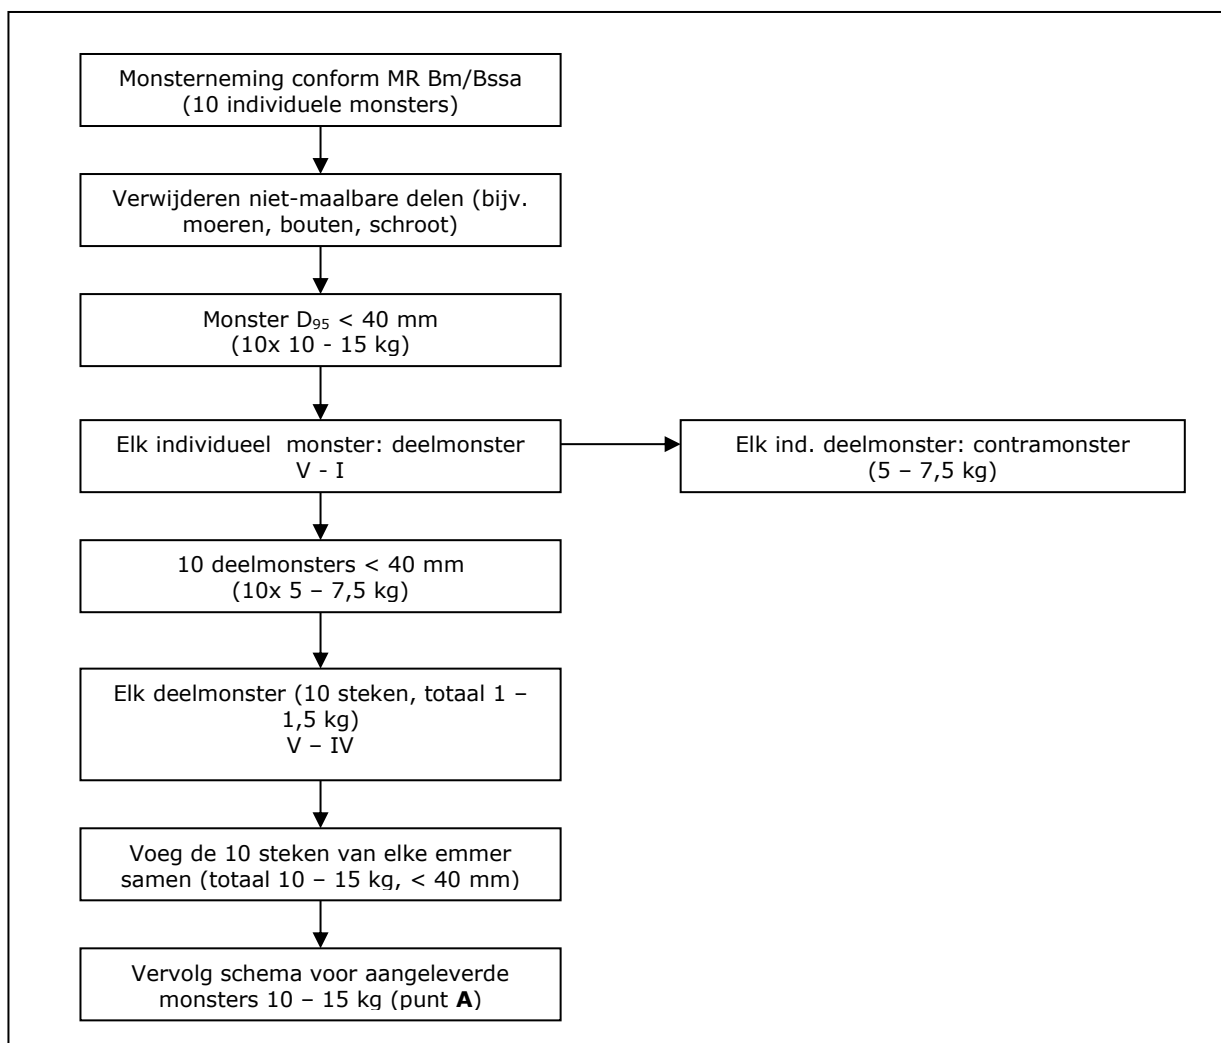 Monsterneming conform MR Bm/Bssa
(10 individuele monsters)
Verwijderen niet-maalbare delen (bijv.
moeren, bouten, schroot)
Monster D₉₅ < 40 mm
(10x 10 - 15 kg)
Elk individueel monster: deelmonster
V - I
Elk ind. deelmonster: contramonster
(5 – 7,5 kg)
10 deelmonsters < 40 mm
(10x 5 – 7,5 kg)
Elk deelmonster (10 steken, totaal 1 –
1,5 kg)
V – IV
Voeg de 10 steken van elke emmer
samen (totaal 10 – 15 kg, < 40 mm)
Vervolg schema voor aangeleverde
monsters 10 – 15 kg (punt A)